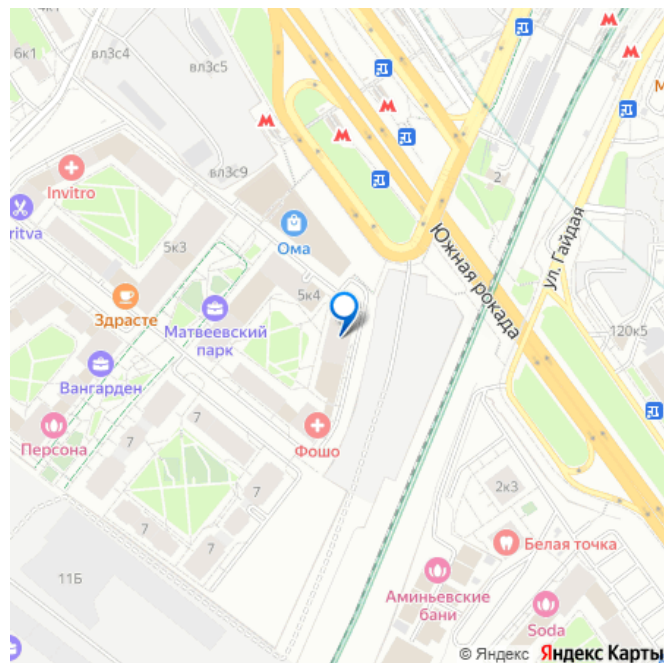 6к1
вл3с4
вл3с5
вл3с9
2
Invitro
ritva
Ома
5к3
5к4
Здрасте
Матвеевский
парк
Вангарден
Персона
Фошо
7
7
7
7
7
11Б
Южная рокада
ул. Гайдая
120к5
2к3
Белая точка
Аминьевские
бани
Soda
© Яндекс Яндекс Карты